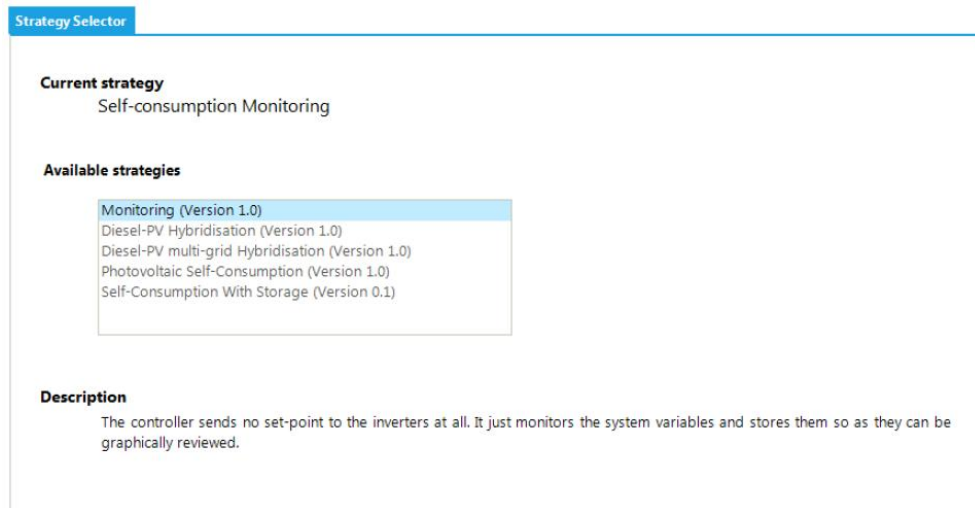 Strategy Selector
Current strategy
Self-consumption Monitoring
Available strategies
Monitoring (Version 1.0)
Diesel-PV Hybridisation (Version 1.0)
Diesel-PV multi-grid Hybridisation (Version 1.0)
Photovoltaic Self-Consumption (Version 1.0)
Self-Consumption With Storage (Version 0.1)
Description
The controller sends no set-point to the inverters at all. It just monitors the system variables and stores them so as they can be
graphically reviewed.